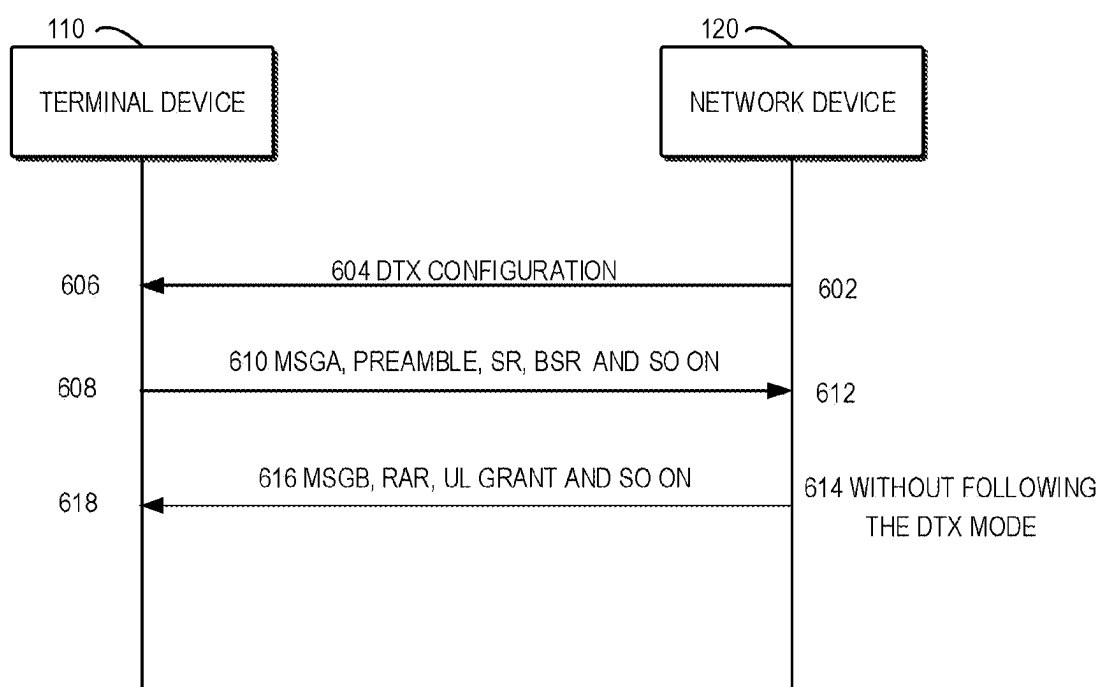 110
120
TERMINAL DEVICE
NETWORK DEVICE
604 DTX CONFIGURATION
606
602
610 MSGA, PREAMBLE, SR, BSR AND SO ON
608
612
616 MSGB, RAR, UL GRANT AND SO ON
618
614 WITHOUT FOLLOWING
THE DTX MODE